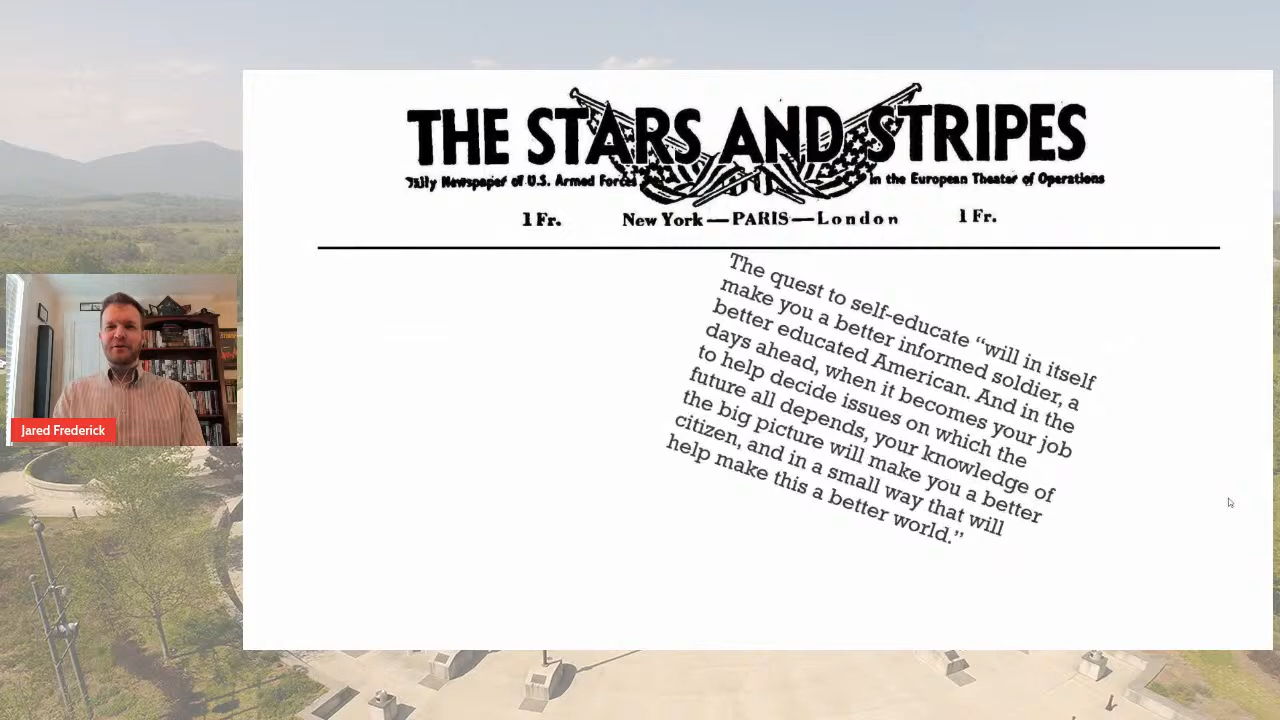 THE STARS AND STRIPES
Daily Newspaper of U.S. Armed Forces in the European Theater of Operations
1 Fr. New York—PARIS—London 1 Fr.
The quest to self-educate “will in itself
make you a better informed soldier, a
better educated American. And in the
days ahead, when it becomes your job
to help decide issues on which the
future all depends, your knowledge of
the big picture will make you a better
citizen, and in a small way that will
help make this a better world.”
Jared Frederick